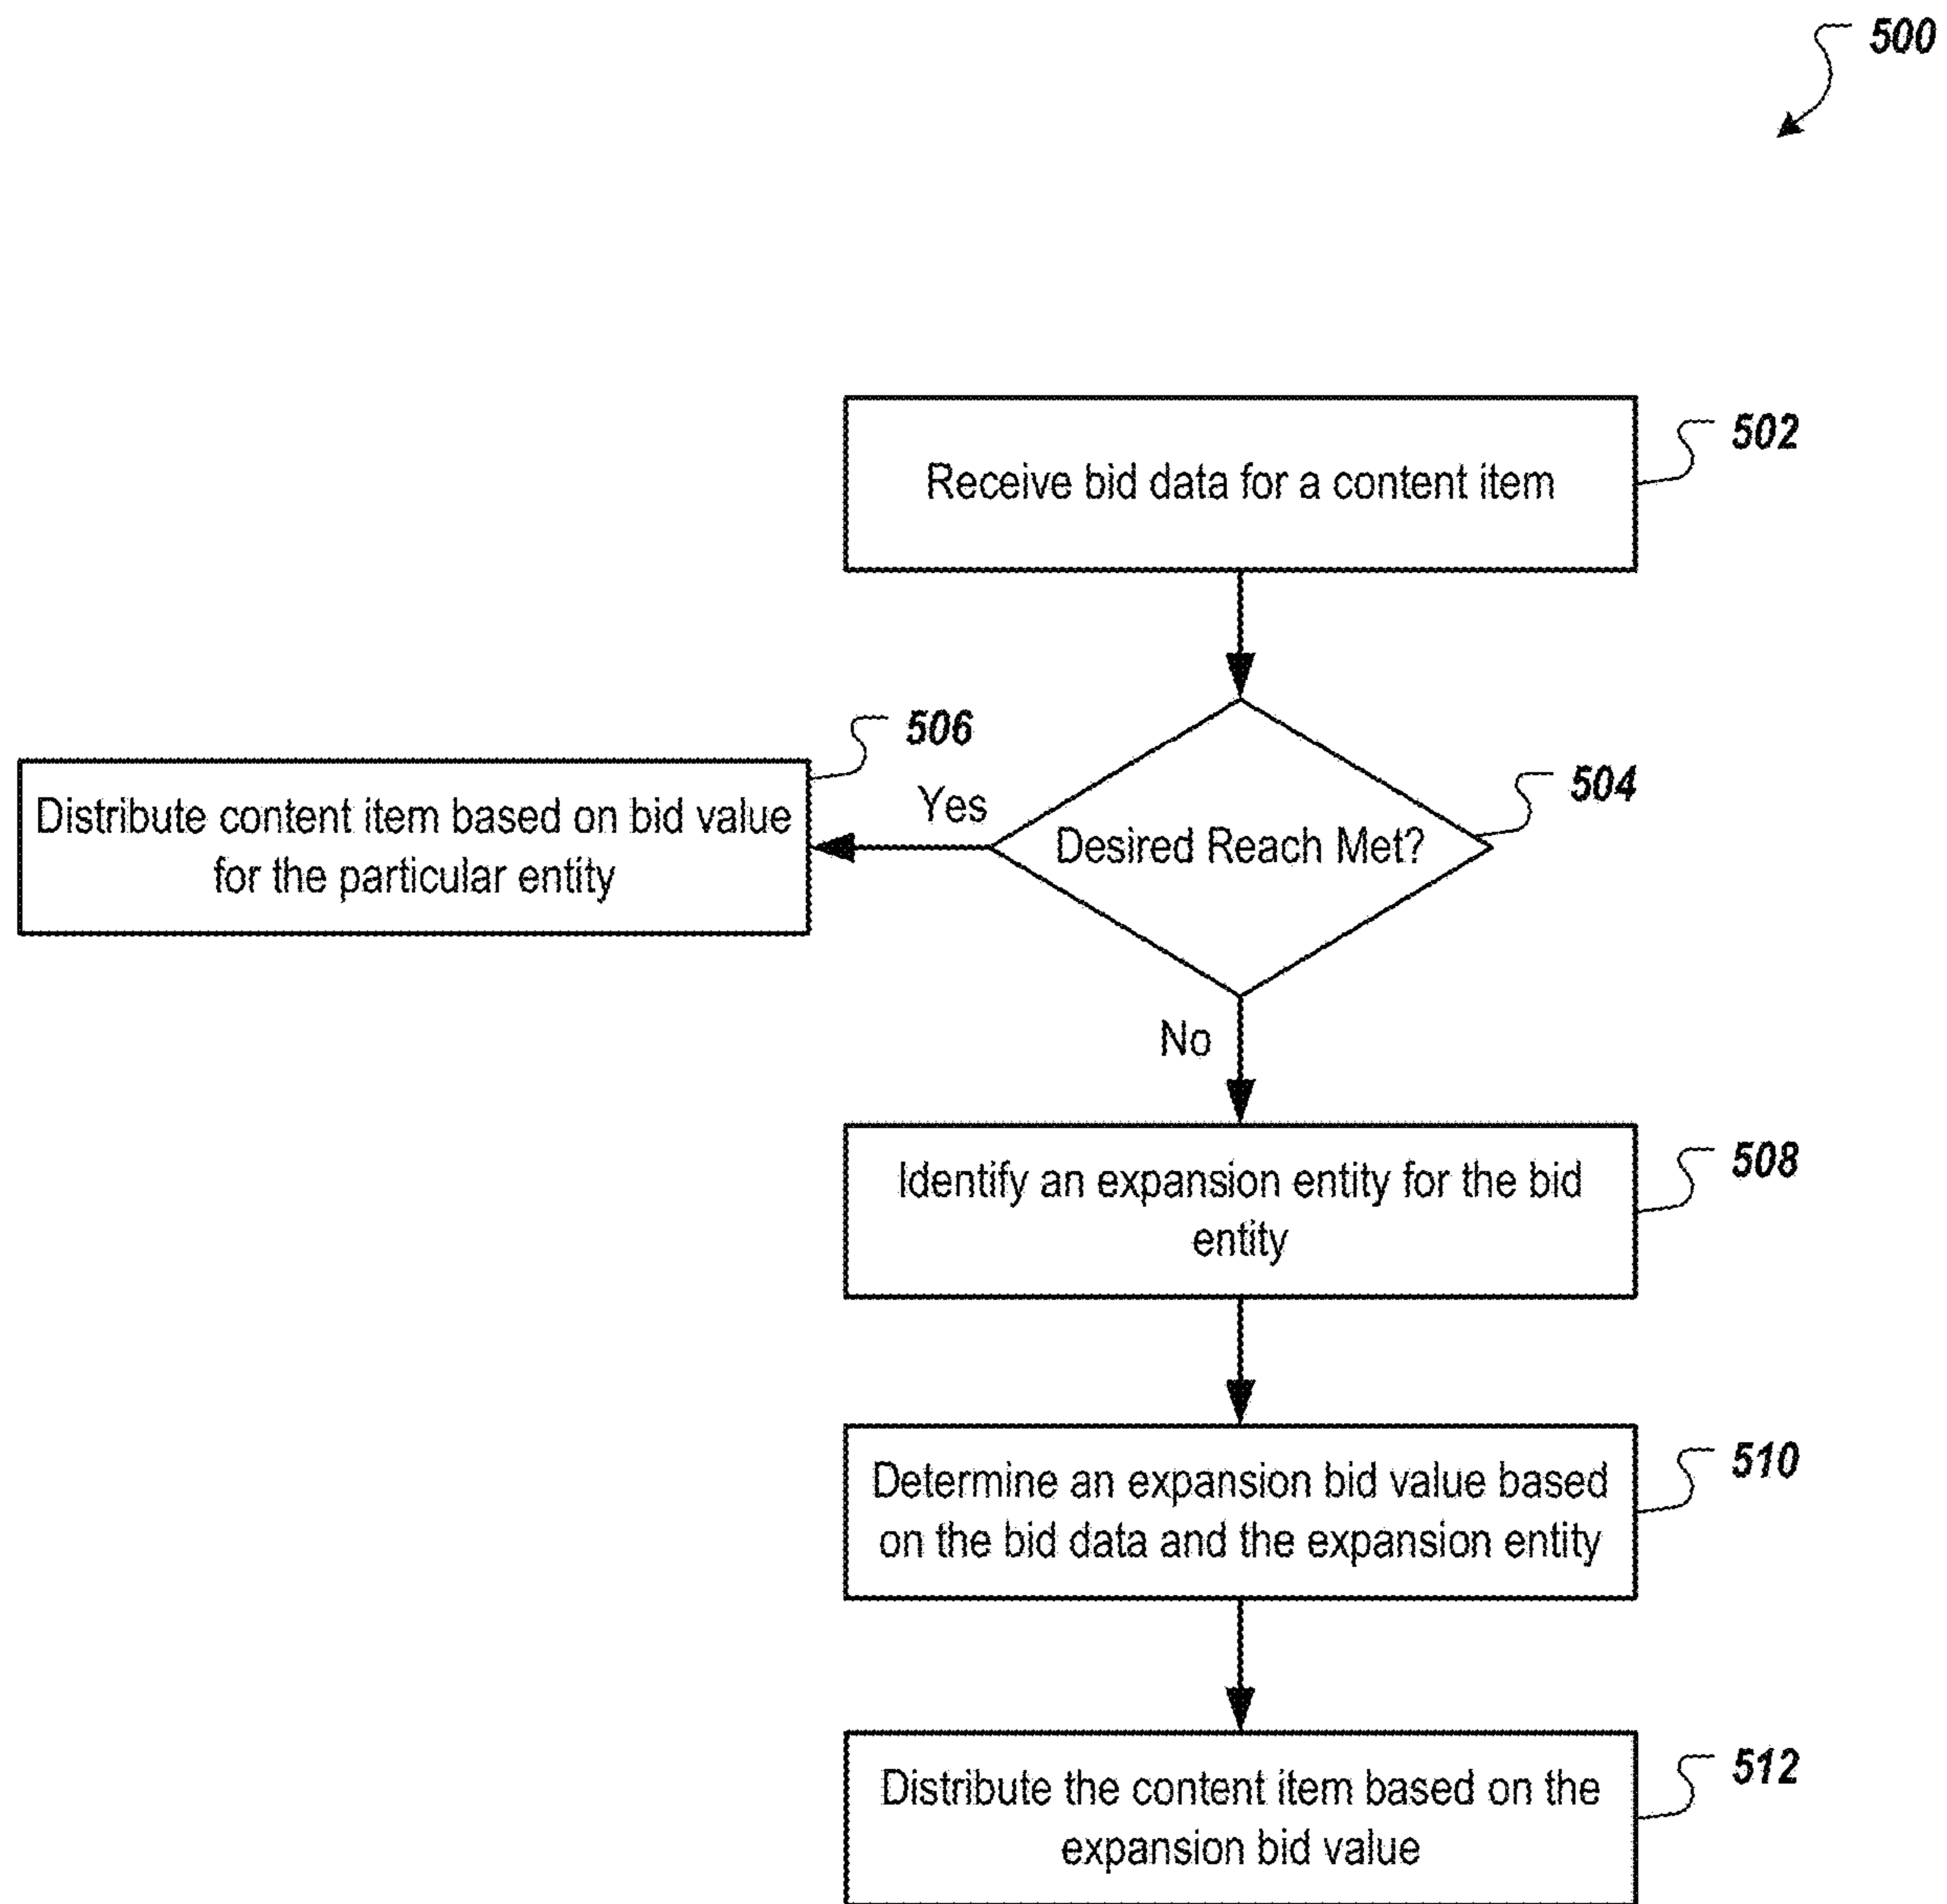 500
Receive bid data for a content item
502
Desired Reach Met?
504
Yes
506
Distribute content item based on bid value
for the particular entity
No
Identify an expansion entity for the bid
entity
508
Determine an expansion bid value based
on the bid data and the expansion entity
510
Distribute the content item based on the
expansion bid value
512